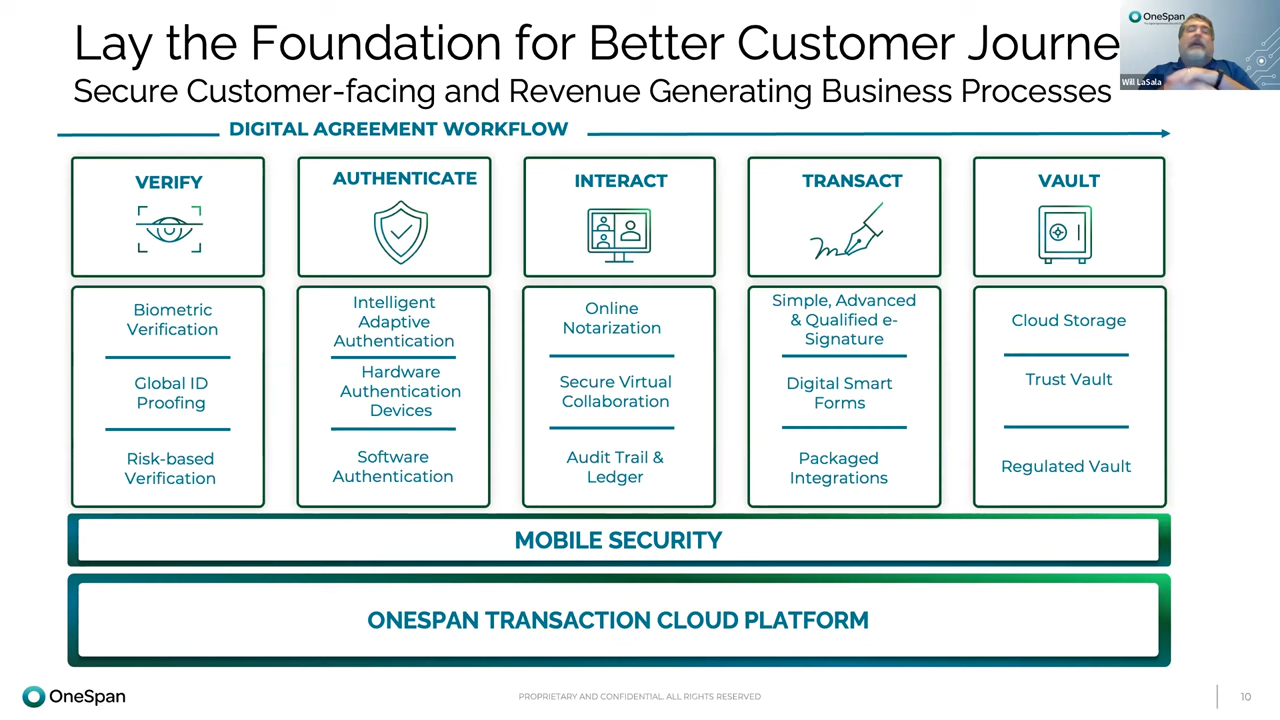 Lay the Foundation for Better Customer Journe
Secure Customer-facing and Revenue Generating Business Processes
OneSpan
Will LaSala
DIGITAL AGREEMENT WORKFLOW
VERIFY
AUTHENTICATE
INTERACT
TRANSACT
VAULT
Biometric
Verification
Global ID
Proofing
Risk-based
Verification
Intelligent
Adaptive
Authentication
Hardware
Authentication
Devices
Software
Authentication
Online
Notarization
Secure Virtual
Collaboration
Audit Trail &
Ledger
Simple, Advanced
& Qualified e-
Signature
Digital Smart
Forms
Packaged
Integrations
Cloud Storage
Trust Vault
Regulated Vault
MOBILE SECURITY
ONESPAN TRANSACTION CLOUD PLATFORM
OneSpan
PROPRIETARY AND CONFIDENTIAL. ALL RIGHTS RESERVED
10